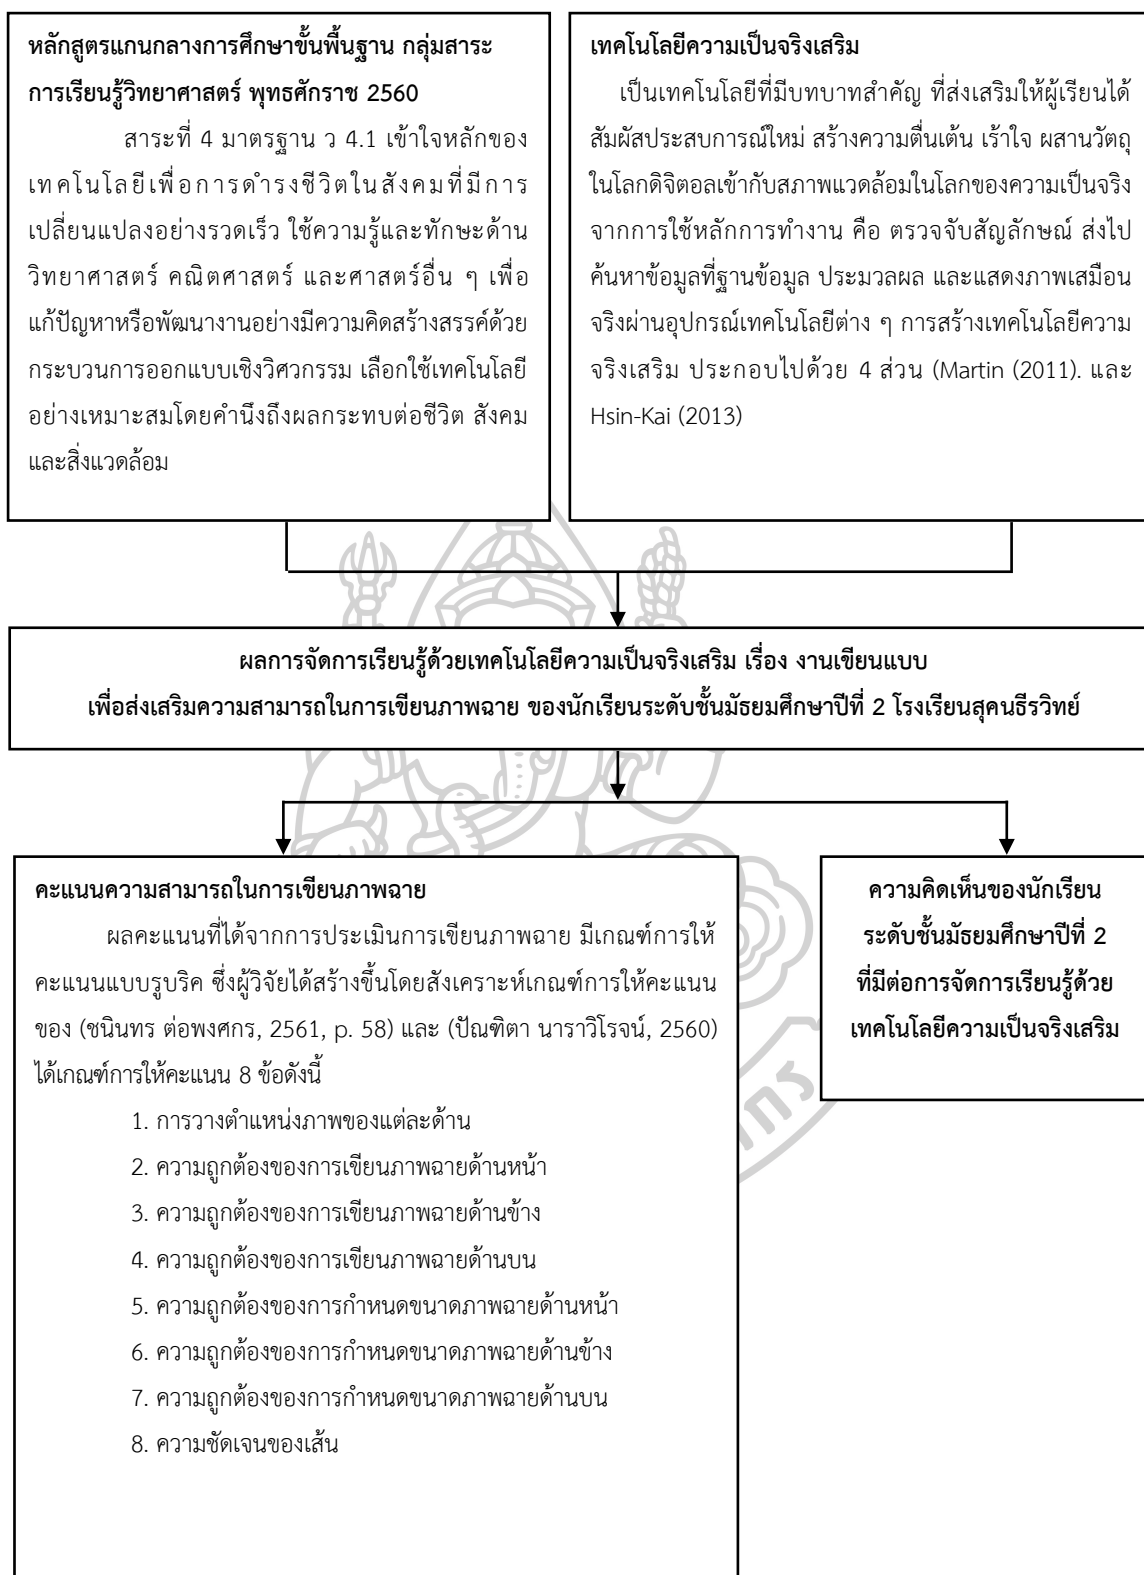 หลักสูตรแกนกลางการศึกษาขั้นพื้นฐาน กลุ่มสาระ
การเรียนรู้วิทยาศาสตร์ พุทธศักราช 2560
สาระที่ 4 มาตรฐาน ว 4.1 เข้าใจหลักของ
เทคโนโลยีเพื่อการดำรงชีวิตในสังคมที่มีการ
เปลี่ยนแปลงอย่างรวดเร็ว ใช้ความรู้และทักษะด้าน
วิทยาศาสตร์ คณิตศาสตร์ และศาสตร์อื่น ๆ เพื่อ
แก้ปัญหาหรือพัฒนางานอย่างมีความคิดสร้างสรรค์ด้วย
กระบวนการออกแบบเชิงวิศวกรรม เลือกใช้เทคโนโลยี
อย่างเหมาะสมโดยคำนึงถึงผลกระทบต่อชีวิต สังคม
และสิ่งแวดล้อม
เทคโนโลยีความเป็นจริงเสริม
เป็นเทคโนโลยีที่มีบทบาทสำคัญ ที่ส่งเสริมให้ผู้เรียนได้
สัมผัสประสบการณ์ใหม่ สร้างความตื่นเต้น เร้าใจ ผสานวัตถุ
ในโลกดิจิตอลเข้ากับสภาพแวดล้อมในโลกของความเป็นจริง
จากการใช้หลักการทำงาน คือ ตรวจจับสัญลักษณ์ ส่งไป
ค้นหาข้อมูลที่ฐานข้อมูล ประมวลผล และแสดงภาพเสมือน
จริงผ่านอุปกรณ์เทคโนโลยีต่าง ๆ การสร้างเทคโนโลยีความ
จริงเสริม ประกอบไปด้วย 4 ส่วน (Martin (2011). และ
Hsin-Kai (2013)
ผลการจัดการเรียนรู้ด้วยเทคโนโลยีความเป็นจริงเสริม เรื่อง งานเขียนแบบ
เพื่อส่งเสริมความสามารถในการเขียนภาพฉาย ของนักเรียนระดับชั้นมัธยมศึกษาปีที่ 2 โรงเรียนสุคนธีรวิทย์
คะแนนความสามารถในการเขียนภาพฉาย
ผลคะแนนที่ได้จากการประเมินการเขียนภาพฉาย มีเกณฑ์การให้
คะแนนแบบรูบริค ซึ่งผู้วิจัยได้สร้างขึ้นโดยสังเคราะห์เกณฑ์การให้คะแนน
ของ (ชนินทร ต่อพงศกร, 2561, p. 58) และ (ปัณฑิตา นาราวิโรจน์, 2560)
ได้เกณฑ์การให้คะแนน 8 ข้อดังนี้
1. การวางตำแหน่งภาพของแต่ละด้าน
2. ความถูกต้องของการเขียนภาพฉายด้านหน้า
3. ความถูกต้องของการเขียนภาพฉายด้านข้าง
4. ความถูกต้องของการเขียนภาพฉายด้านบน
5. ความถูกต้องของการกำหนดขนาดภาพฉายด้านหน้า
6. ความถูกต้องของการกำหนดขนาดภาพฉายด้านข้าง
7. ความถูกต้องของการกำหนดขนาดภาพฉายด้านบน
8. ความชัดเจนของเส้น
ความคิดเห็นของนักเรียน
ระดับชั้นมัธยมศึกษาปีที่ 2
ที่มีต่อการจัดการเรียนรู้ด้วย
เทคโนโลยีความเป็นจริงเสริม